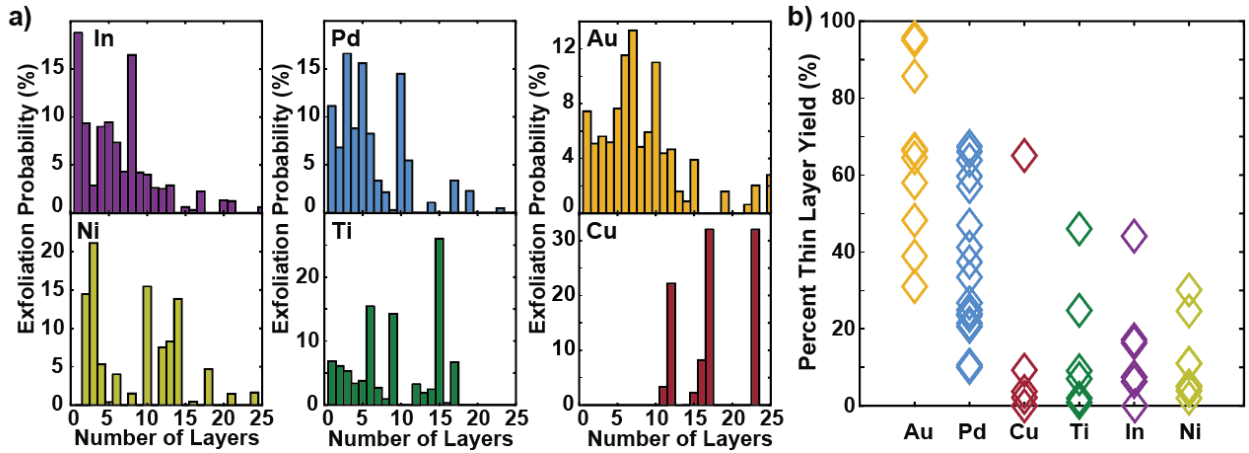 a)
Exfoliation Probability (%)
In
15
10
5
0
Pd
15
10
5
0
Exfoliation Probability (%)
Au
12
8
4
0
Exfoliation Probability (%)
Ni
20
15
10
5
0
0 5 10 15 20 25
Number of Layers
Ti
20
10
0
0 5 10 15 20 25
Number of Layers
Cu
30
20
10
0
0 5 10 15 20 25
Number of Layers
b)
Percent Thin Layer Yield (%)
100
80
60
40
20
0
Au Pd Cu Ti In Ni